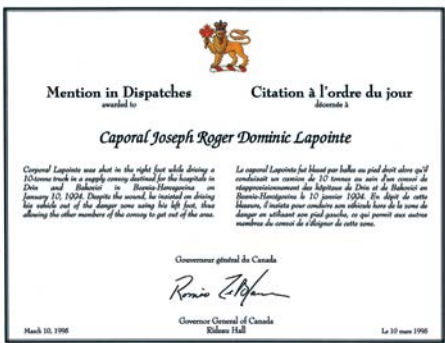 Mention in Dispatches
awarded to
Citation à l'ordre du jour
décernée à
Caporal Joseph Roger Dominic Lapointe
Corporal Lapointe was shot in the right foot while driving a
10-tonne truck in a supply convoy destined for the hospitals in
Drin and Bakovici in Bosnia-Hercegovina on
January 10, 1994. Despite the wound, he insisted on driving
his vehicle out of the danger zone using his left foot, thus
allowing the other members of the convoy to get out of the area.
Le caporal Lapointe fut blessé par balles au pied droit alors qu'il
conduisait un camion de 10 tonnes au sein d'un convoi de
réapprovisionnement des hôpitaux de Drin et de Bakovici en
Bosnie-Hercégovine le 10 janvier 1994. En dépit de cette
blessure, il insista pour conduire son véhicule hors de la zone de
danger en utilisant son pied gauche, ce qui permit aux autres
membres du convoi de s'éloigner de cette zone.
Gouverneur général du Canada
Roméo LeBlanc
Governor General of Canada
Rideau Hall
March 10, 1998
Le 10 mars 1998